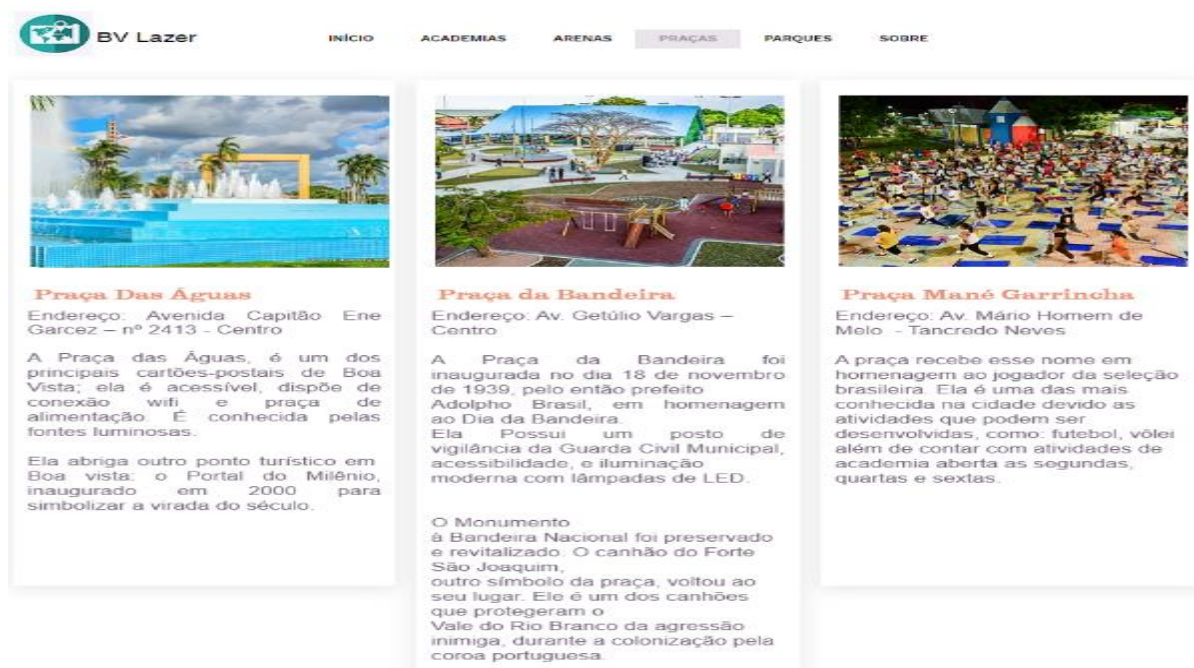 BV Lazer
INÍCIO ACADEMIAS ARENAS PRAÇAS PARQUES SOBRE
Praça Das Águas
Endereço: Avenida Capitão Ene
Garcez – nº 2413 - Centro
A Praça das Águas, é um dos
principais cartões-postais de Boa
Vista; ela é acessível, dispõe de
conexão wifi e praça de
alimentação. É conhecida pelas
fontes luminosas.
Ela abriga outro ponto turístico em
Boa vista: o Portal do Milênio,
inaugurado em 2000 para
simbolizar a virada do século.
Praça da Bandeira
Endereço: Av. Getúlio Vargas –
Centro
A Praça da Bandeira foi
inaugurada no dia 18 de novembro
de 1939, pelo então prefeito
Adolpho Brasil, em homenagem
ao Dia da Bandeira.
Ela Possui um posto de
vigilância da Guarda Civil Municipal,
acessibilidade, e iluminação
moderna com lâmpadas de LED.
O Monumento
à Bandeira Nacional foi preservado
e revitalizado. O canhão do Forte
São Joaquim,
outro símbolo da praça, voltou ao
seu lugar. Ele é um dos canhões
que protegeram o
Vale do Rio Branco da agressão
inimiga, durante a colonização pela
coroa portuguesa.
Praça Mané Garrincha
Endereço: Av. Mário Homem de
Melo - Tancredo Neves
A praça recebe esse nome em
homenagem ao jogador da seleção
brasileira. Ela é uma das mais
conhecida na cidade devido as
atividades que podem ser
desenvolvidas, como: futebol, vôlei
além de contar com atividades de
academia aberta as segundas,
quartas e sextas.